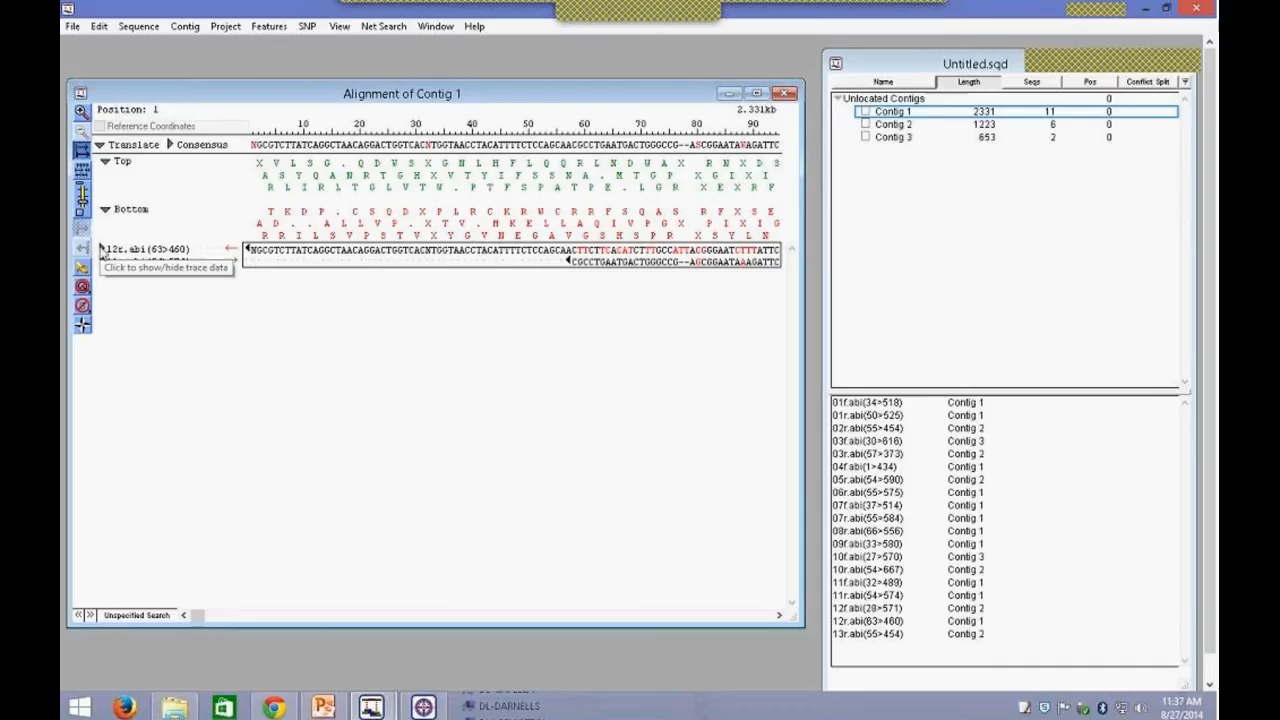 File Edit Sequence Contig Project Features SNP View Net Search Window Help
Untitled.sqd
Name Length Seqs Pos Conflict Split
Unlocated Contigs 0
Contig 1 2331 11 0
Contig 2 1223 6 0
Contig 3 653 2 0
Alignment of Contig 1
Position: 1 2.331kb
Reference Coordinates
10 20 30 40 50 60 70 80 90
Translate Consensus NGCGTCTTATCAGGCTAACAGGACTGGTCACNTGGTAACCTACATTTTCTCCAGCAACGCCTGAATGACTGGGCCG--ASCGGAATAWAGATTC
Top X V L S G . Q D W S X G N L H F L Q Q R L N D W A X R N X D S
A S Y Q A N R T G H X V T Y I F S S N A . M T G P X G I X I
R L I R L T G L V T W . P T F S P A T P E . L G R X E X R F
Bottom T K D P . C S Q D X P L R C K R W C R R F S Q A S R F X S E
A D . . A L L V P . X T V . M K E L L A Q I V P G X P I X I G
R R I L S V P S T V X Y G V N E G A V G S H S P R X S Y L N
12r.abi(63>460) NGCGTCTTATCAGGCTAACAGGACTGGTCACNTGGTAACCTACATTTTCTCCAGCAACTTCTTCACATCTTTGCCATTACGGGAATCTTTATTC
CGCCTGAATGACTGGGCCG--AGCGGAATAAAGATTC
Click to show/hide trace data
Unspecified Search
01f.abi(34>518) Contig 1
01r.abi(50>525) Contig 1
02r.abi(55>454) Contig 2
03f.abi(30>616) Contig 3
03r.abi(57>373) Contig 2
04f.abi(1>434) Contig 1
05r.abi(54>590) Contig 2
06r.abi(55>575) Contig 1
07f.abi(37>514) Contig 1
07r.abi(55>584) Contig 1
08r.abi(66>556) Contig 1
09f.abi(33>580) Contig 1
10f.abi(27>570) Contig 3
10r.abi(54>667) Contig 2
11f.abi(32>489) Contig 1
11r.abi(54>574) Contig 1
12f.abi(28>571) Contig 2
12r.abi(63>460) Contig 1
13r.abi(55>454) Contig 2
DL-DARNELLS
11:37 AM
8/27/2014